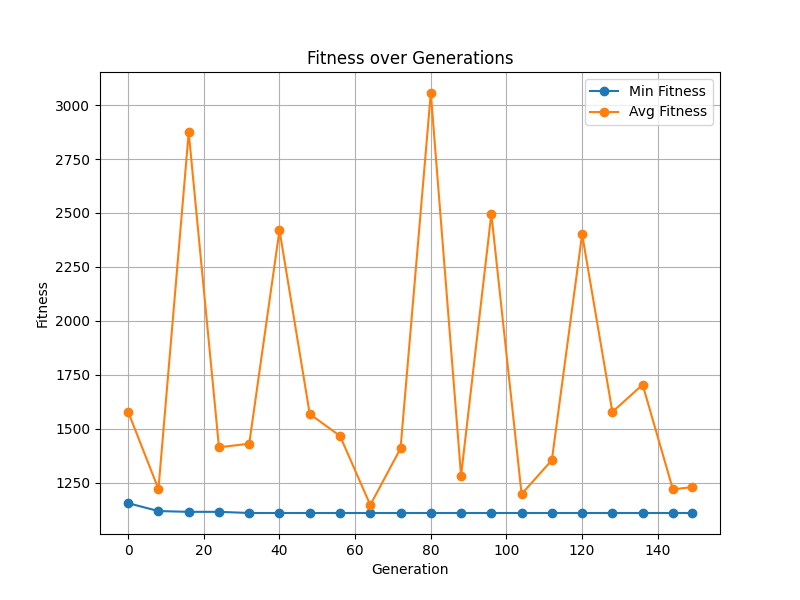 Fitness over Generations
Min Fitness
Avg Fitness
Fitness
3000
2750
2500
2250
2000
1750
1500
1250
0 20 40 60 80 100 120 140
Generation